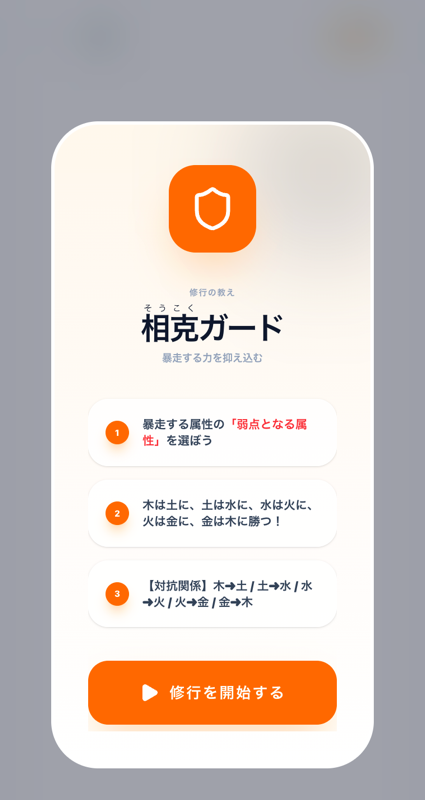 修行の教え
そうこく
相克ガード
暴走する力を抑え込む
1
暴走する属性の「弱点となる属
性」を選ぼう
2
木は土に、土は水に、水は火に、
火は金に、金は木に勝つ！
3
【対抗関係】木➜土 / 土➜水 / 水
➜火 / 火➜金 / 金➜木
修行を開始する